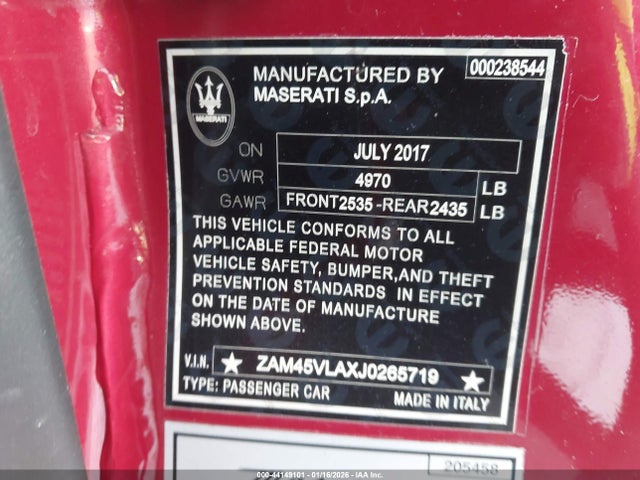 MANUFACTURED BY
000238544
MASERATI S.p.A.
MASERATI
ON JULY 2017
GVWR 4970 LB
GAWR FRONT2535-REAR2435 LB
THIS VEHICLE CONFORMS TO ALL
APPLICABLE FEDERAL MOTOR
VEHICLE SAFETY, BUMPER,AND THEFT
PREVENTION STANDARDS IN EFFECT
ON THE DATE OF MANUFACTURE
SHOWN ABOVE.
V.I.N. ★ ZAM45VLAXJ0265719 ★
TYPE: PASSENGER CAR MADE IN ITALY
205458
000-44149101 - 01/16/2026 - IAAI.COM